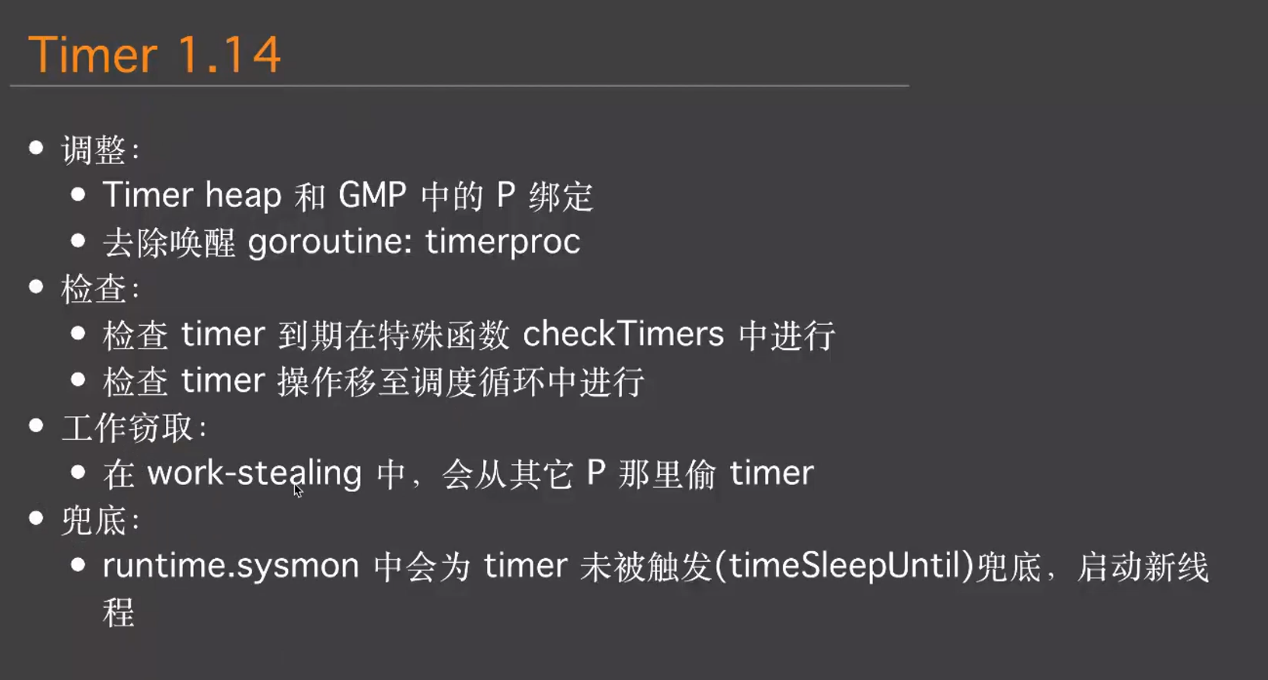 Timer 1.14
• 调整：
• Timer heap 和 GMP 中的 P 绑定
• 去除唤醒 goroutine: timerproc
• 检查：
• 检查 timer 到期在特殊函数 checkTimers 中进行
• 检查 timer 操作移至调度循环中进行
• 工作窃取：
• 在 work-stealing 中，会从其它 P 那里偷 timer
• 兜底：
• runtime.sysmon 中会为 timer 未被触发(timeSleepUntil)兜底，启动新线
程